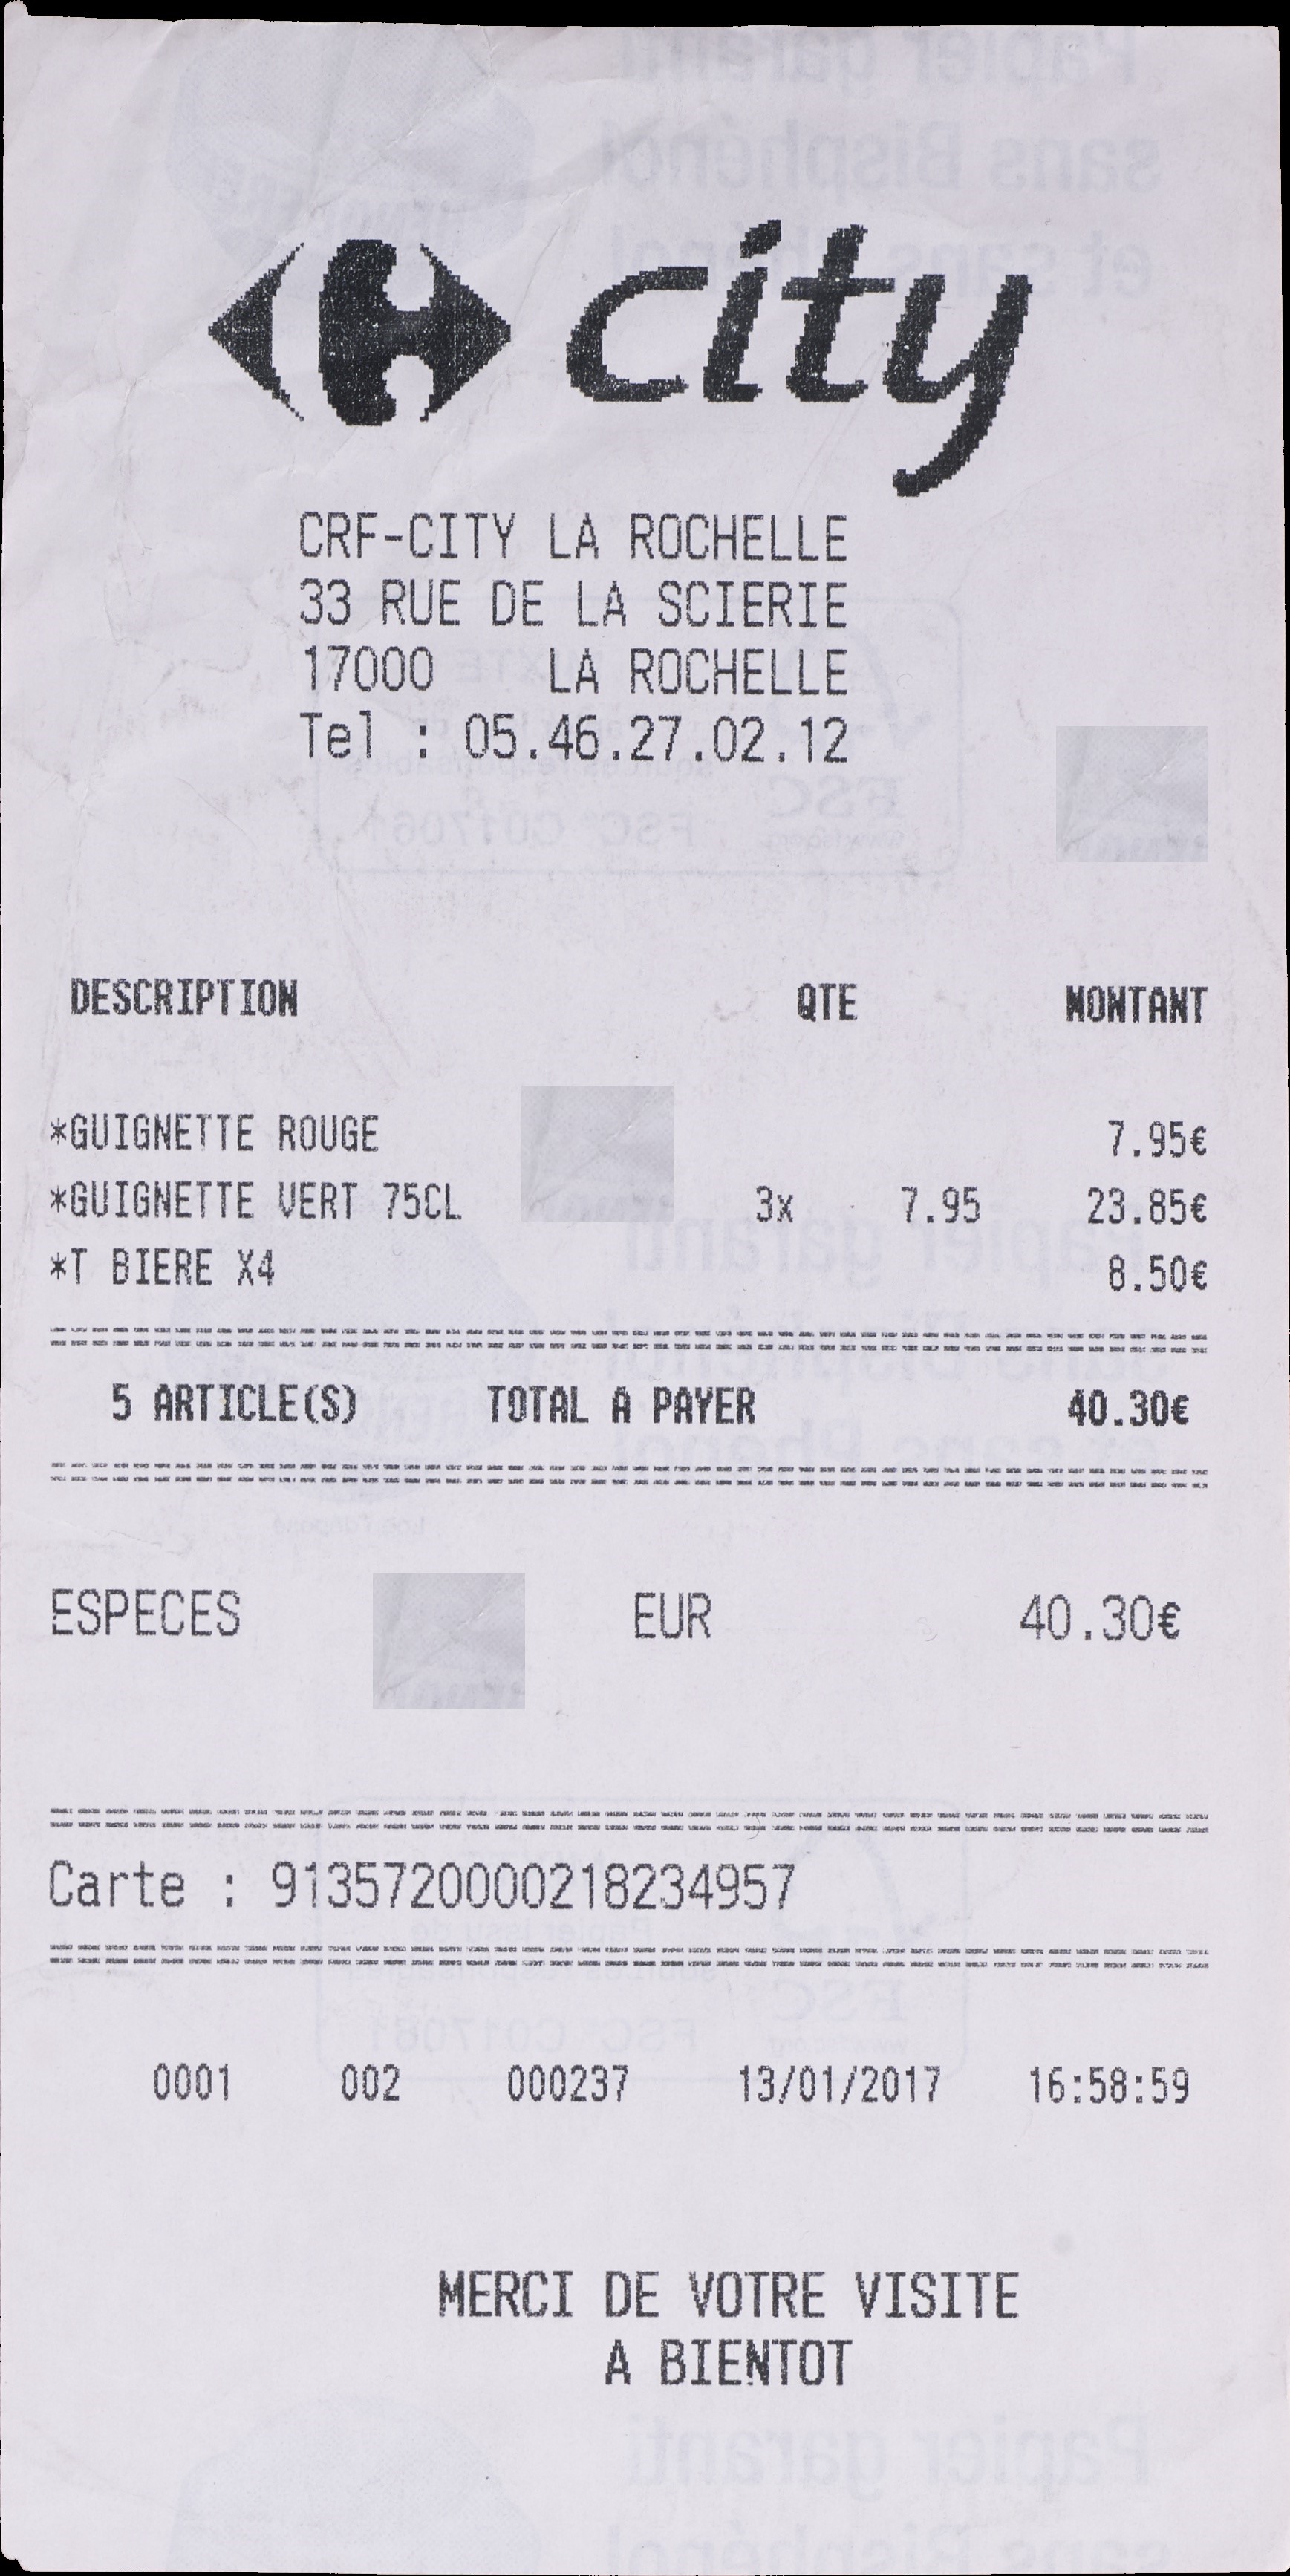 city
CRF-CITY LA ROCHELLE
33 RUE DE LA SCIERIE
17000 LA ROCHELLE
Tel : 05.46.27.02.12
DESCRIPTION QTE MONTANT
*GUIGNETTE ROUGE 7.95€
*GUIGNETTE VERT 75CL 3x 7.95 23.85€
*T BIERE X4 8.50€
5 ARTICLE(S) TOTAL A PAYER 40.30€
ESPECES EUR 40.30€
Carte : 9135720000218234957
0001 002 000237 13/01/2017 16:58:59
MERCI DE VOTRE VISITE
A BIENTOT